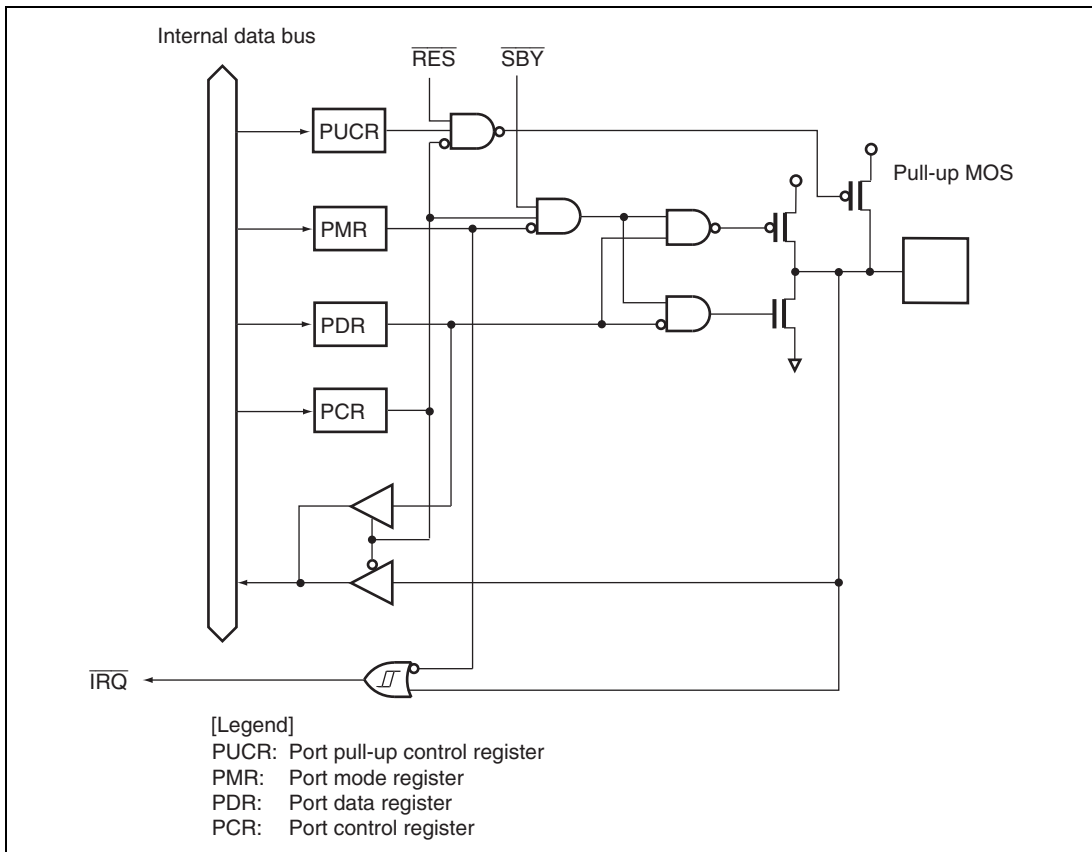 Internal data bus
RES
SBY
PUCR
Pull-up MOS
PMR
PDR
PCR
IRQ
[Legend]
PUCR: Port pull-up control register
PMR: Port mode register
PDR: Port data register
PCR: Port control register